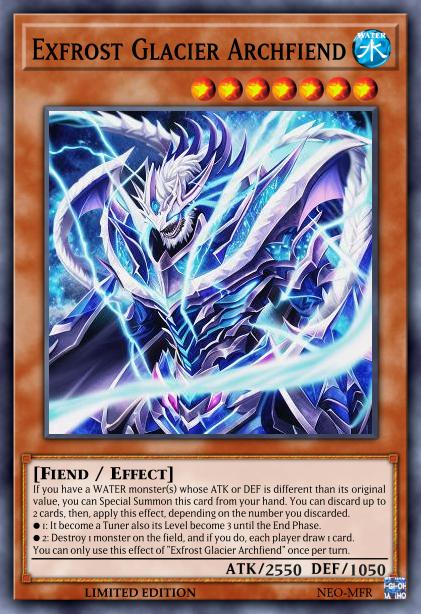 Exfrost Glacier Archfiend
WATER
水
[Fiend / Effect]
If you have a WATER monster(s) whose ATK or DEF is different than its original
value, you can Special Summon this card from your hand. You can discard up to
2 cards, then, apply this effect, depending on the number you discarded.
●1: It become a Tuner also its Level become 3 until the End Phase.
●2: Destroy 1 monster on the field, and if you do, each player draw 1 card.
You can only use this effect of "Exfrost Glacier Archfiend" once per turn.
ATK/2550 DEF/1050
LIMITED EDITION NEO-MFR